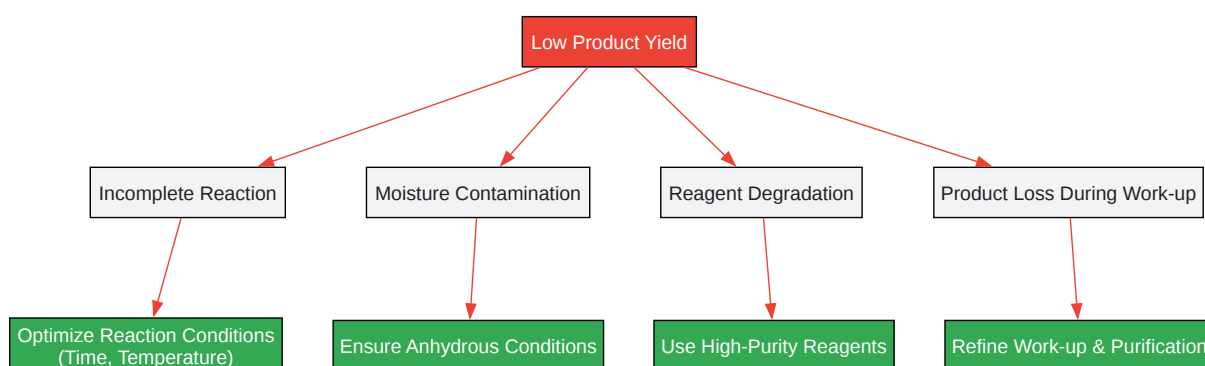 Low Product Yield
Incomplete Reaction
Moisture Contamination
Reagent Degradation
Product Loss During Work-up
Optimize Reaction Conditions
(Time, Temperature)
Ensure Anhydrous Conditions
Use High-Purity Reagents
Refine Work-up & Purification